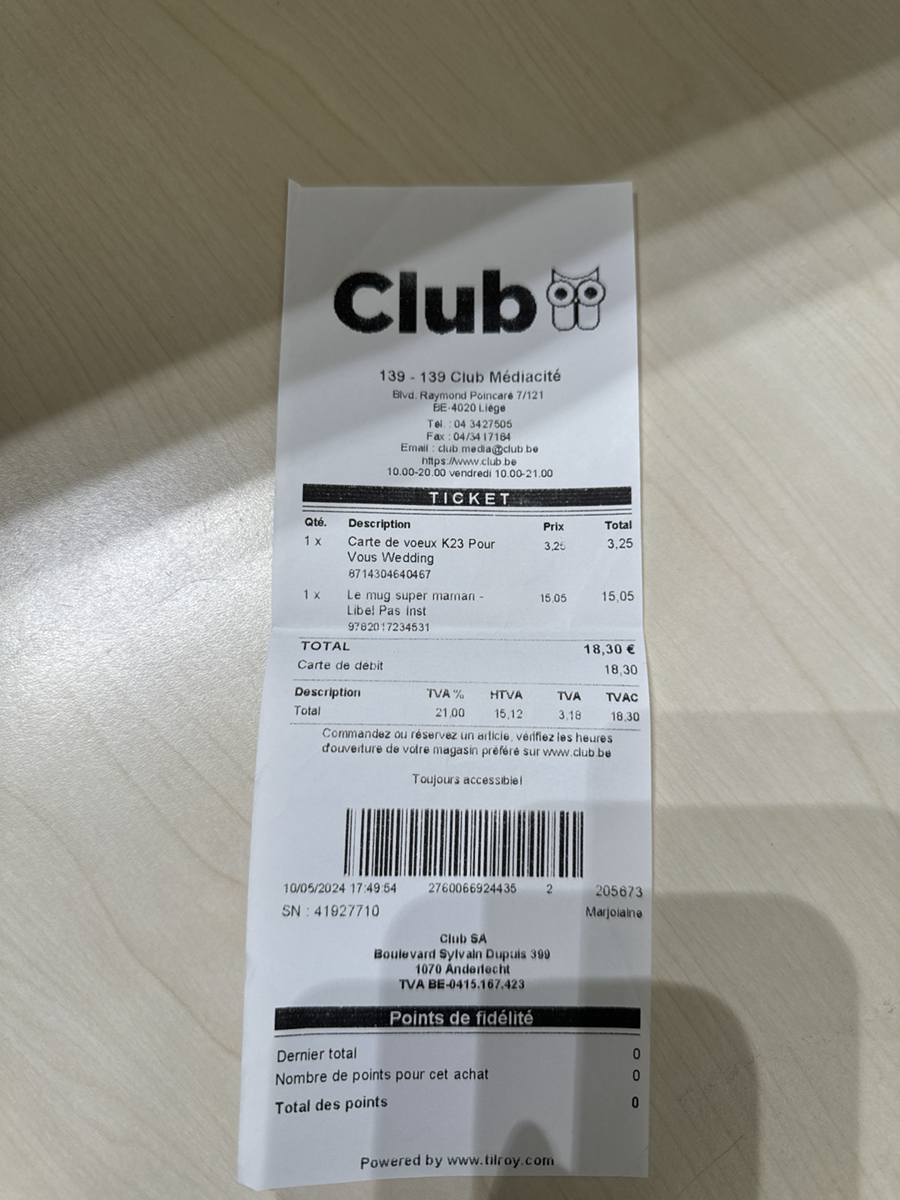 Club
139 - 139 Club Médiacité
Blvd. Raymond Poincaré 7/121
BE-4020 Liège
Tél. : 04 3427505
Fax : 04/3417184
Email : club.media@club.be
https://www.club.be
10.00-20.00 vendredi 10.00-21.00
TICKET
Qté. Description Prix Total
1 x Carte de voeux K23 Pour 3,25 3,25
Vous Wedding
8714304640467
1 x Le mug super maman - 15,05 15,05
Libel Pas Inst
9782017234531
TOTAL 18,30 €
Carte de débit 18,30
Description TVA % HTVA TVA TVAC
Total 21,00 15,12 3,18 18,30
Commandez ou réservez un article, vérifiez les heures
d'ouverture de votre magasin préféré sur www.club.be
Toujours accessible!
10/05/2024 17:49:54 2760066924435 2 205673
SN : 41927710 Marjolaine
Club SA
Boulevard Sylvain Dupuis 399
1070 Anderlecht
TVA BE-0415.167.423
Points de fidélité
Dernier total 0
Nombre de points pour cet achat 0
Total des points 0
Powered by www.tilroy.com